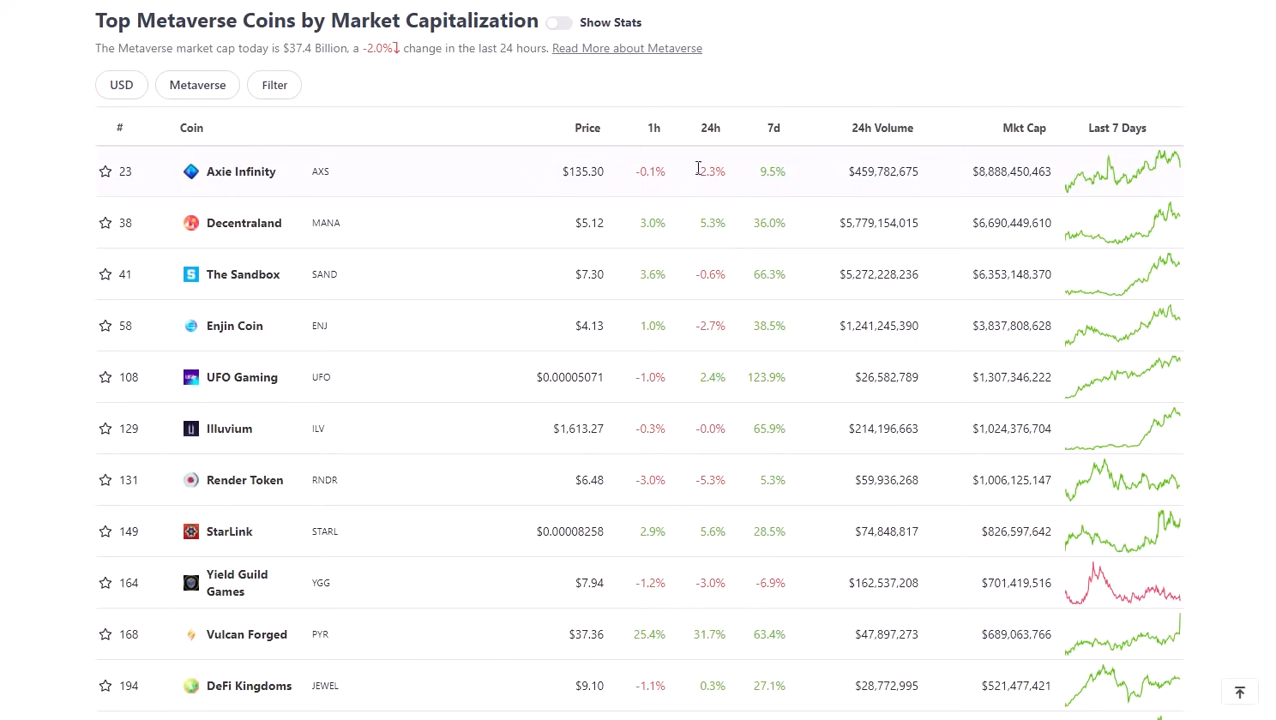 Top Metaverse Coins by Market Capitalization Show Stats
The Metaverse market cap today is $37.4 Billion, a -2.0% change in the last 24 hours. Read More about Metaverse
USD Metaverse Filter
# Coin Price 1h 24h 7d 24h Volume Mkt Cap Last 7 Days
23 Axie Infinity AXS $135.30 -0.1% -2.3% 9.5% $459,782,675 $8,888,450,463
38 Decentraland MANA $5.12 3.0% 5.3% 36.0% $5,779,154,015 $6,690,449,610
41 The Sandbox SAND $7.30 3.6% -0.6% 66.3% $5,272,228,236 $6,353,148,370
58 Enjin Coin ENJ $4.13 1.0% -2.7% 38.5% $1,241,245,390 $3,837,808,628
108 UFO Gaming UFO $0.00005071 -1.0% 2.4% 123.9% $26,582,789 $1,307,346,222
129 Illuvium ILV $1,613.27 -0.3% -0.0% 65.9% $214,196,663 $1,024,376,704
131 Render Token RNDR $6.48 -3.0% -5.3% 5.3% $59,936,268 $1,006,125,147
149 StarLink STARL $0.00008258 2.9% 5.6% 28.5% $74,848,817 $826,597,642
164 Yield Guild Games YGG $7.94 -1.2% -3.0% -6.9% $162,537,208 $701,419,516
168 Vulcan Forged PYR $37.36 25.4% 31.7% 63.4% $47,897,273 $689,063,766
194 DeFi Kingdoms JEWEL $9.10 -1.1% 0.3% 27.1% $28,772,995 $521,477,421